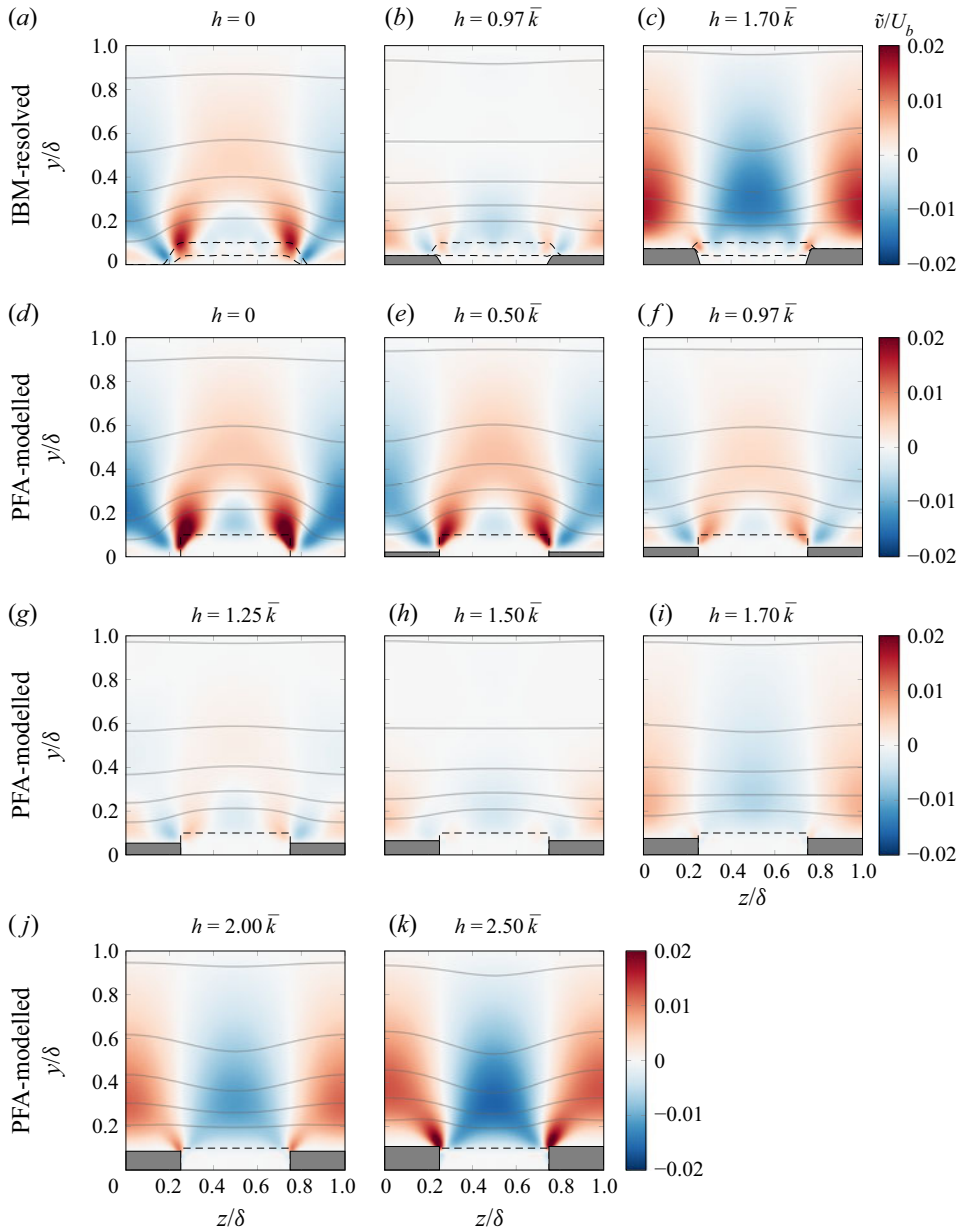 (a) h = 0 (b) h = 0.97 k̄ (c) h = 1.70 k̄ ṽ/U_b
IBM-resolved
y/δ
1.0
0.8
0.6
0.4
0.2
0
0.02
0.01
0
−0.01
−0.02
(d) h = 0 (e) h = 0.50 k̄ (f) h = 0.97 k̄
PFA-modelled
y/δ
1.0
0.8
0.6
0.4
0.2
0
0.02
0.01
0
−0.01
−0.02
(g) h = 1.25 k̄ (h) h = 1.50 k̄ (i) h = 1.70 k̄
PFA-modelled
y/δ
1.0
0.8
0.6
0.4
0.2
0
0 0.2 0.4 0.6 0.8 1.0
z/δ
0.02
0.01
0
−0.01
−0.02
(j) h = 2.00 k̄ (k) h = 2.50 k̄
PFA-modelled
y/δ
1.0
0.8
0.6
0.4
0.2
0 0.2 0.4 0.6 0.8 1.0 0 0.2 0.4 0.6 0.8 1.0
z/δ z/δ
0.02
0.01
0
−0.01
−0.02